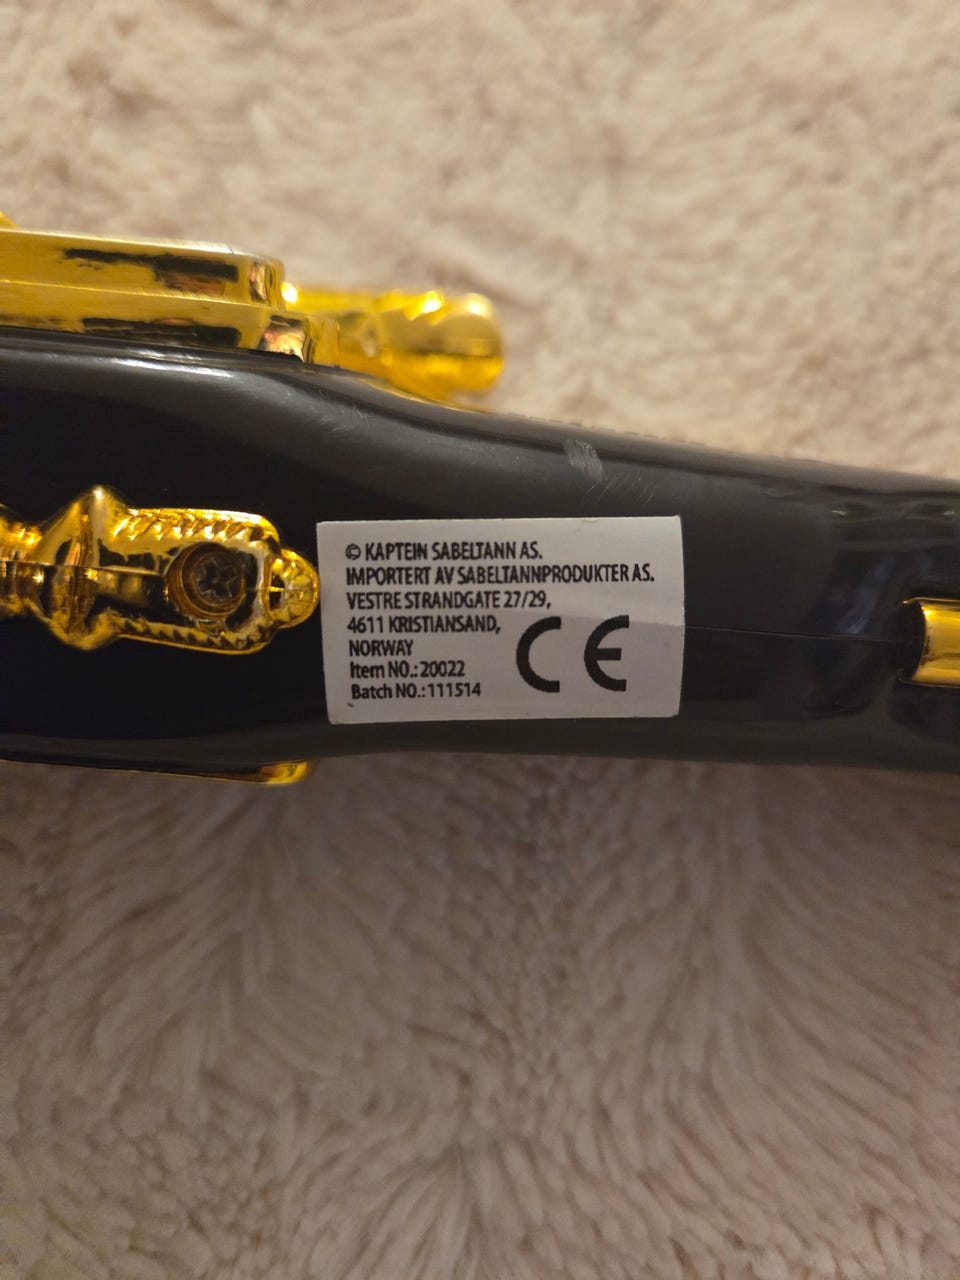 © KAPTEIN SABELTANN AS.
IMPORTERT AV SABELTANNPRODUKTER AS.
VESTRE STRANDGATE 27/29,
4611 KRISTIANSAND,
NORWAY
Item NO.: 20022
Batch NO.: 111514
CE